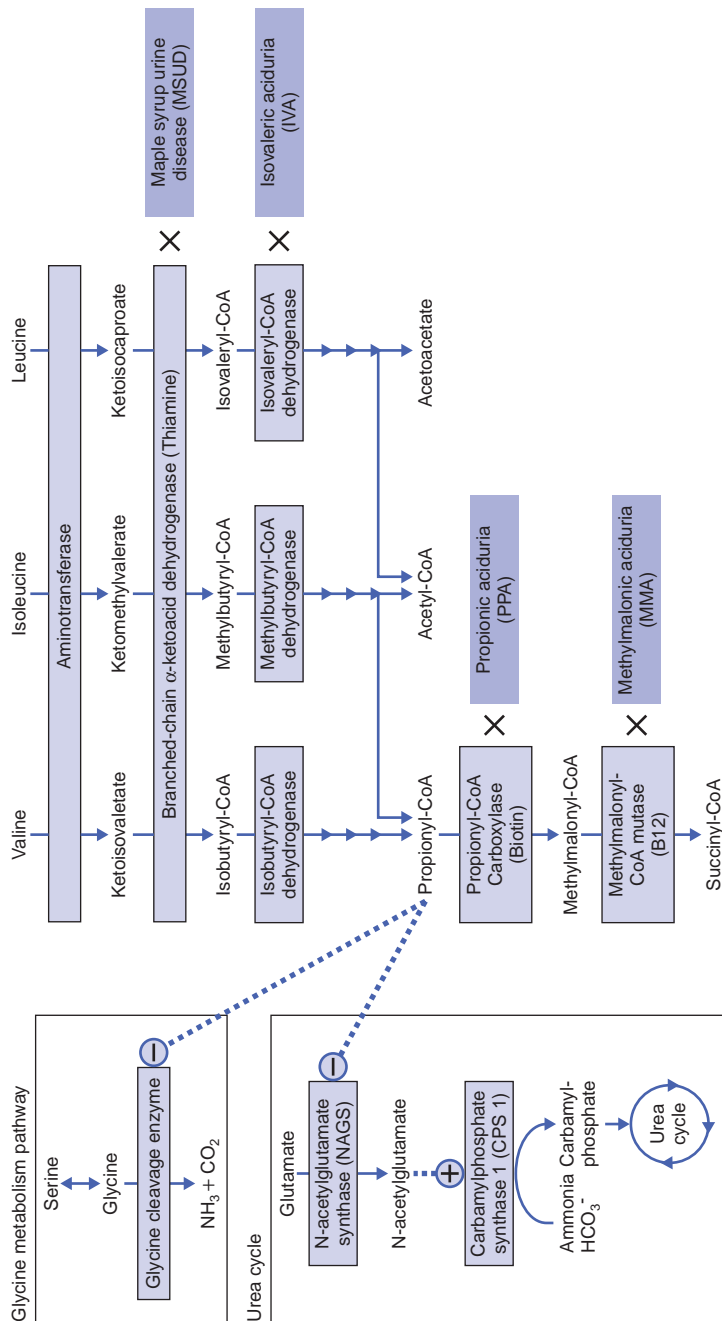 Glycine metabolism pathway
Serine
Glycine
Glycine cleavage enzyme
−
NH3 + CO2
Urea cycle
Glutamate
N-acetylglutamate
synthase (NAGS)
−
N-acetylglutamate
+
Carbamylphosphate
synthase 1 (CPS 1)
Ammonia
HCO3-
Carbamyl-
phosphate
Urea
cycle
Valine
Isoleucine
Leucine
Aminotransferase
Ketoisovaletate
Ketomethylvalerate
Ketoisocaproate
Branched-chain α-ketoacid dehydrogenase (Thiamine)
×
Maple syrup urine
disease (MSUD)
Isobutyryl-CoA
Methylbutyryl-CoA
Isovaleryl-CoA
Isobutyryl-CoA
dehydrogenase
Methylbutyryl-CoA
dehydrogenase
Isovaleryl-CoA
dehydrogenase
×
Isovaleric aciduria
(IVA)
Propionyl-CoA
Acetyl-CoA
Acetoacetate
Propionyl-CoA
Carboxylase
(Biotin)
×
Propionic aciduria
(PPA)
Methylmalonyl-CoA
Methylmalonyl-
CoA mutase
(B12)
×
Methylmalonic aciduria
(MMA)
Succinyl-CoA